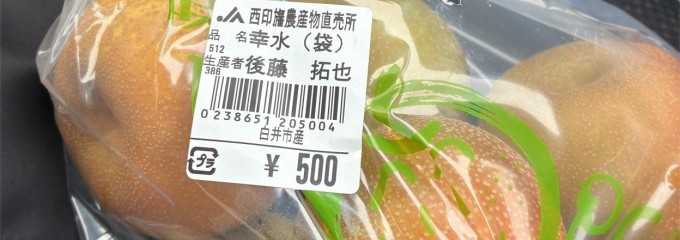 JA 西印旛農産物直売所
品名 幸水（袋）
512
生産者 後藤 拓也
386
0238651 205004
白井市産
プラ ¥ 500